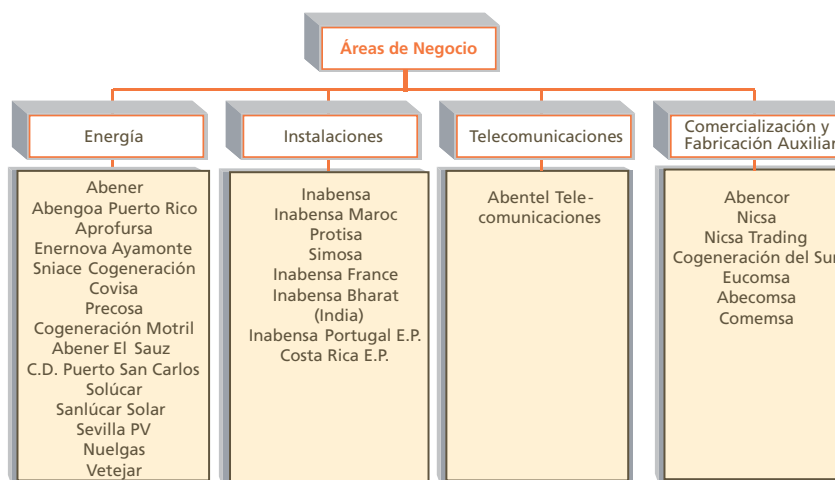 Áreas de Negocio
Energía
Abener
Abengoa Puerto Rico
Aprofursa
Enernova Ayamonte
Sniace Cogeneración
Covisa
Precosa
Cogeneración Motril
Abener El Sauz
C.D. Puerto San Carlos
Solúcar
Sanlúcar Solar
Sevilla PV
Nuelgas
Vetejar
Instalaciones
Inabensa
Inabensa Maroc
Protisa
Simosa
Inabensa France
Inabensa Bharat
(India)
Inabensa Portugal E.P.
Costa Rica E.P.
Telecomunicaciones
Abentel Tele-
comunicaciones
Comercialización y
Fabricación Auxiliar
Abencor
Nicsa
Nicsa Trading
Cogeneración del Sur
Eucomsa
Abecomsa
Comemsa